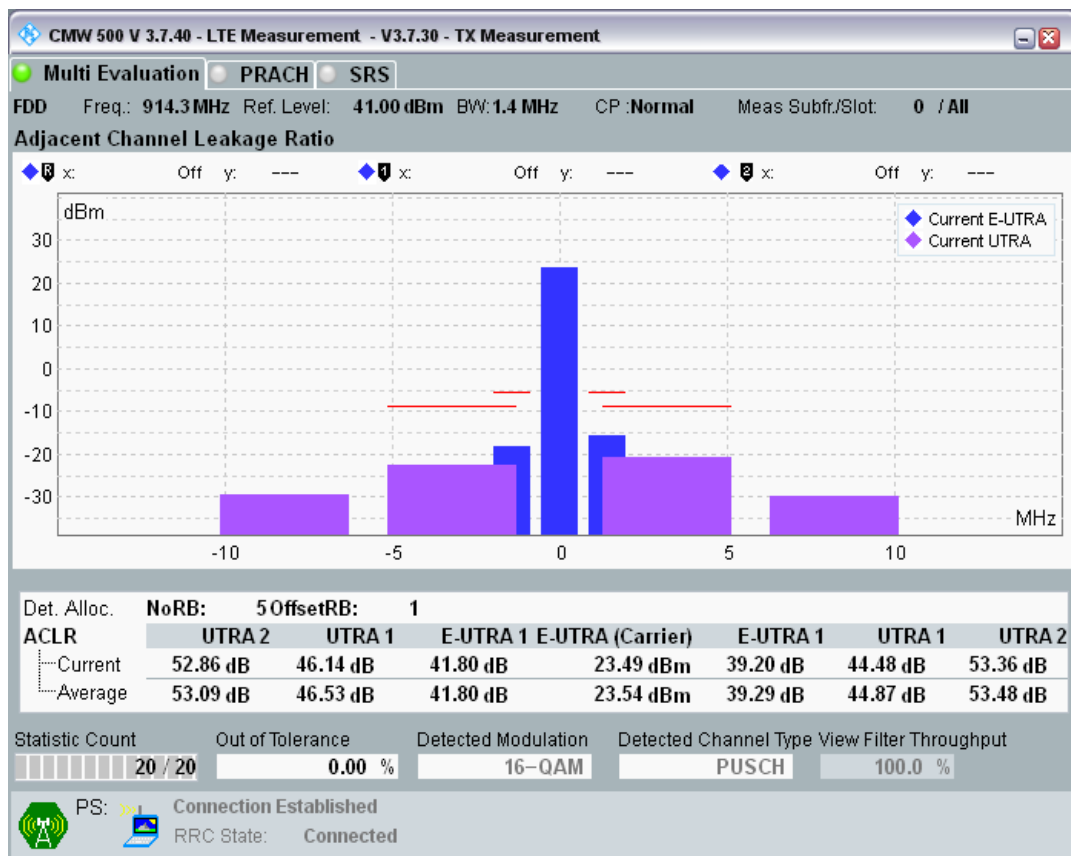 CMW 500 V 3.7.40 - LTE Measurement - V3.7.30 - TX Measurement
Multi Evaluation PRACH SRS
FDD Freq.: 914.3 MHz Ref. Level: 41.00 dBm BW: 1.4 MHz CP :Normal Meas Subfr./Slot: 0 / All
Adjacent Channel Leakage Ratio
R x: Off y: --- 1 x: Off y: --- 2 x: Off y: ---
dBm
Current E-UTRA
Current UTRA
30
20
10
0
-10
-20
-30
MHz
-10 -5 0 5 10
Det. Alloc. NoRB: 5 OffsetRB: 1
ACLR UTRA 2 UTRA 1 E-UTRA 1 E-UTRA (Carrier) E-UTRA 1 UTRA 1 UTRA 2
Current 52.86 dB 46.14 dB 41.80 dB 23.49 dBm 39.20 dB 44.48 dB 53.36 dB
Average 53.09 dB 46.53 dB 41.80 dB 23.54 dBm 39.29 dB 44.87 dB 53.48 dB
Statistic Count Out of Tolerance Detected Modulation Detected Channel Type View Filter Throughput
20 / 20 0.00 % 16-QAM PUSCH 100.0 %
PS: Connection Established
RRC State: Connected